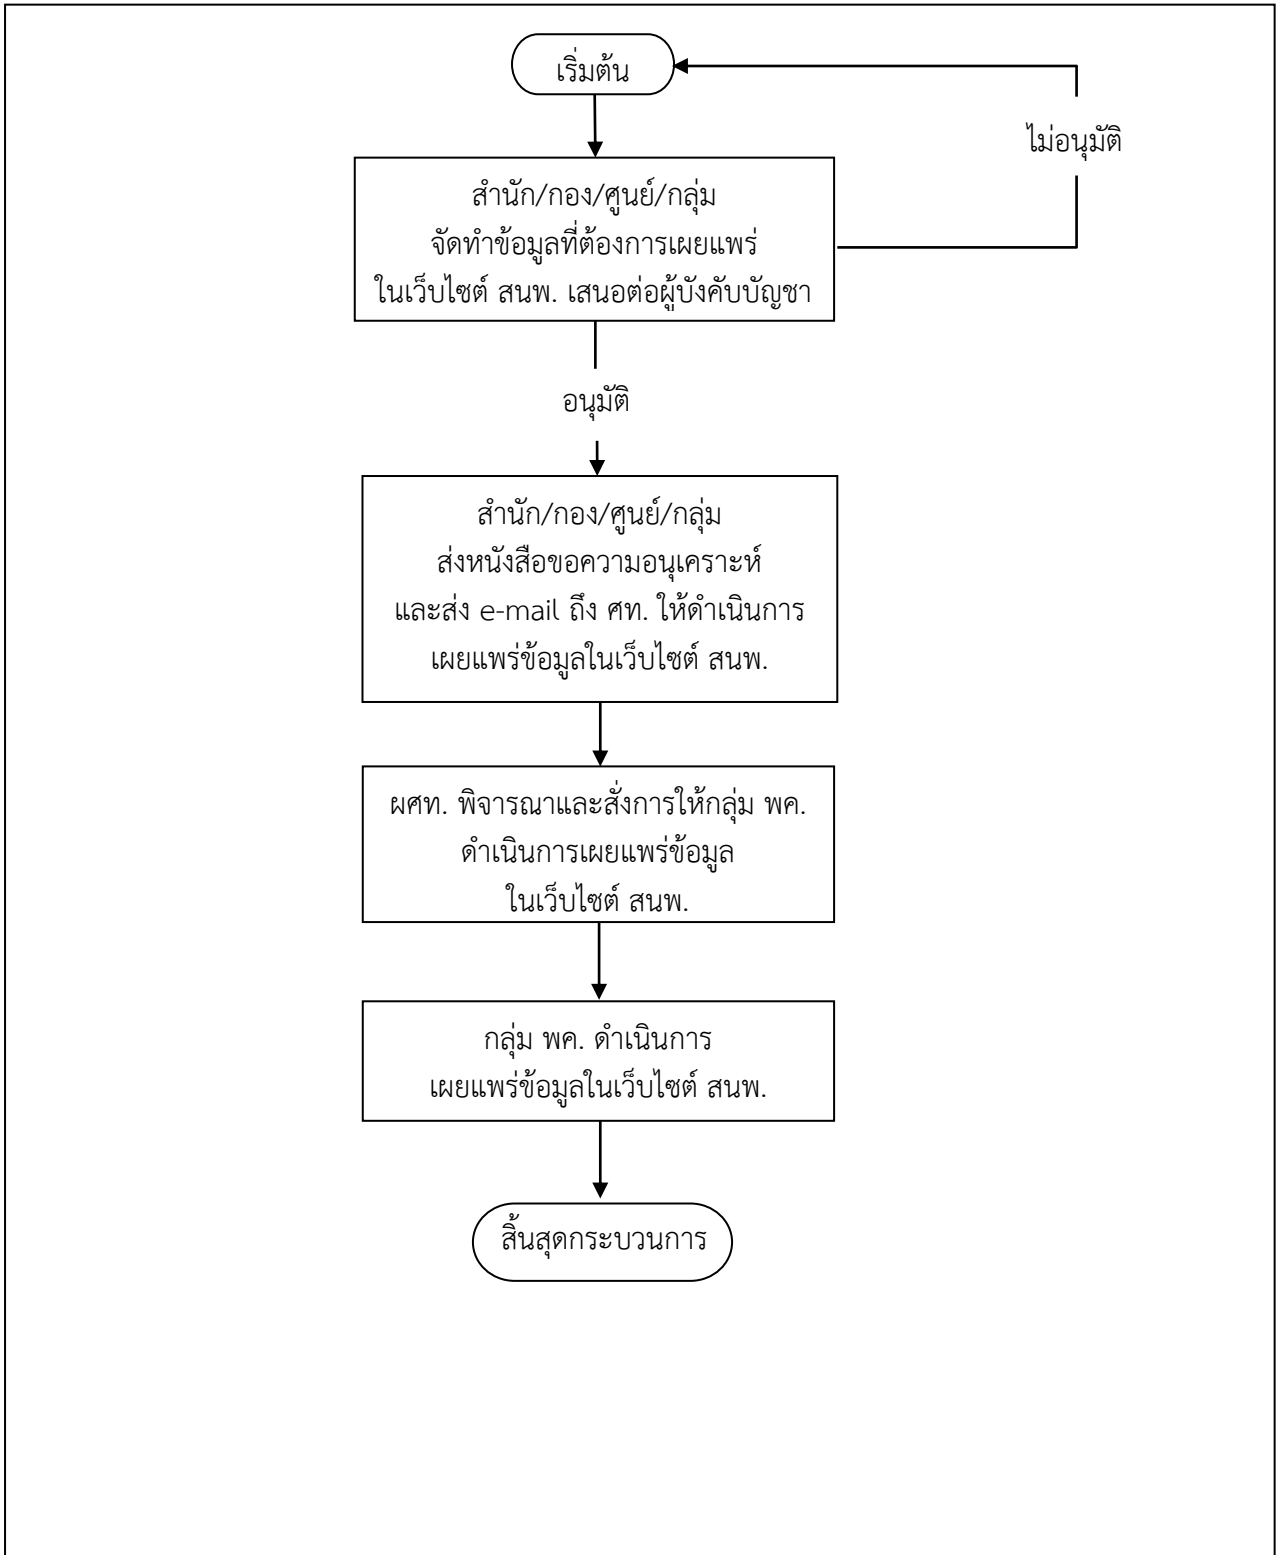 เริ่มต้น
ไม่อนุมัติ
สำนัก/กอง/ศูนย์/กลุ่ม
จัดทำข้อมูลที่ต้องการเผยแพร่
ในเว็บไซต์ สนพ. เสนอต่อผู้บังคับบัญชา
อนุมัติ
สำนัก/กอง/ศูนย์/กลุ่ม
ส่งหนังสือขอความอนุเคราะห์
และส่ง e-mail ถึง ศท. ให้ดำเนินการ
เผยแพร่ข้อมูลในเว็บไซต์ สนพ.
ผศท. พิจารณาและสั่งการให้กลุ่ม พค.
ดำเนินการเผยแพร่ข้อมูล
ในเว็บไซต์ สนพ.
กลุ่ม พค. ดำเนินการ
เผยแพร่ข้อมูลในเว็บไซต์ สนพ.
สิ้นสุดกระบวนการ